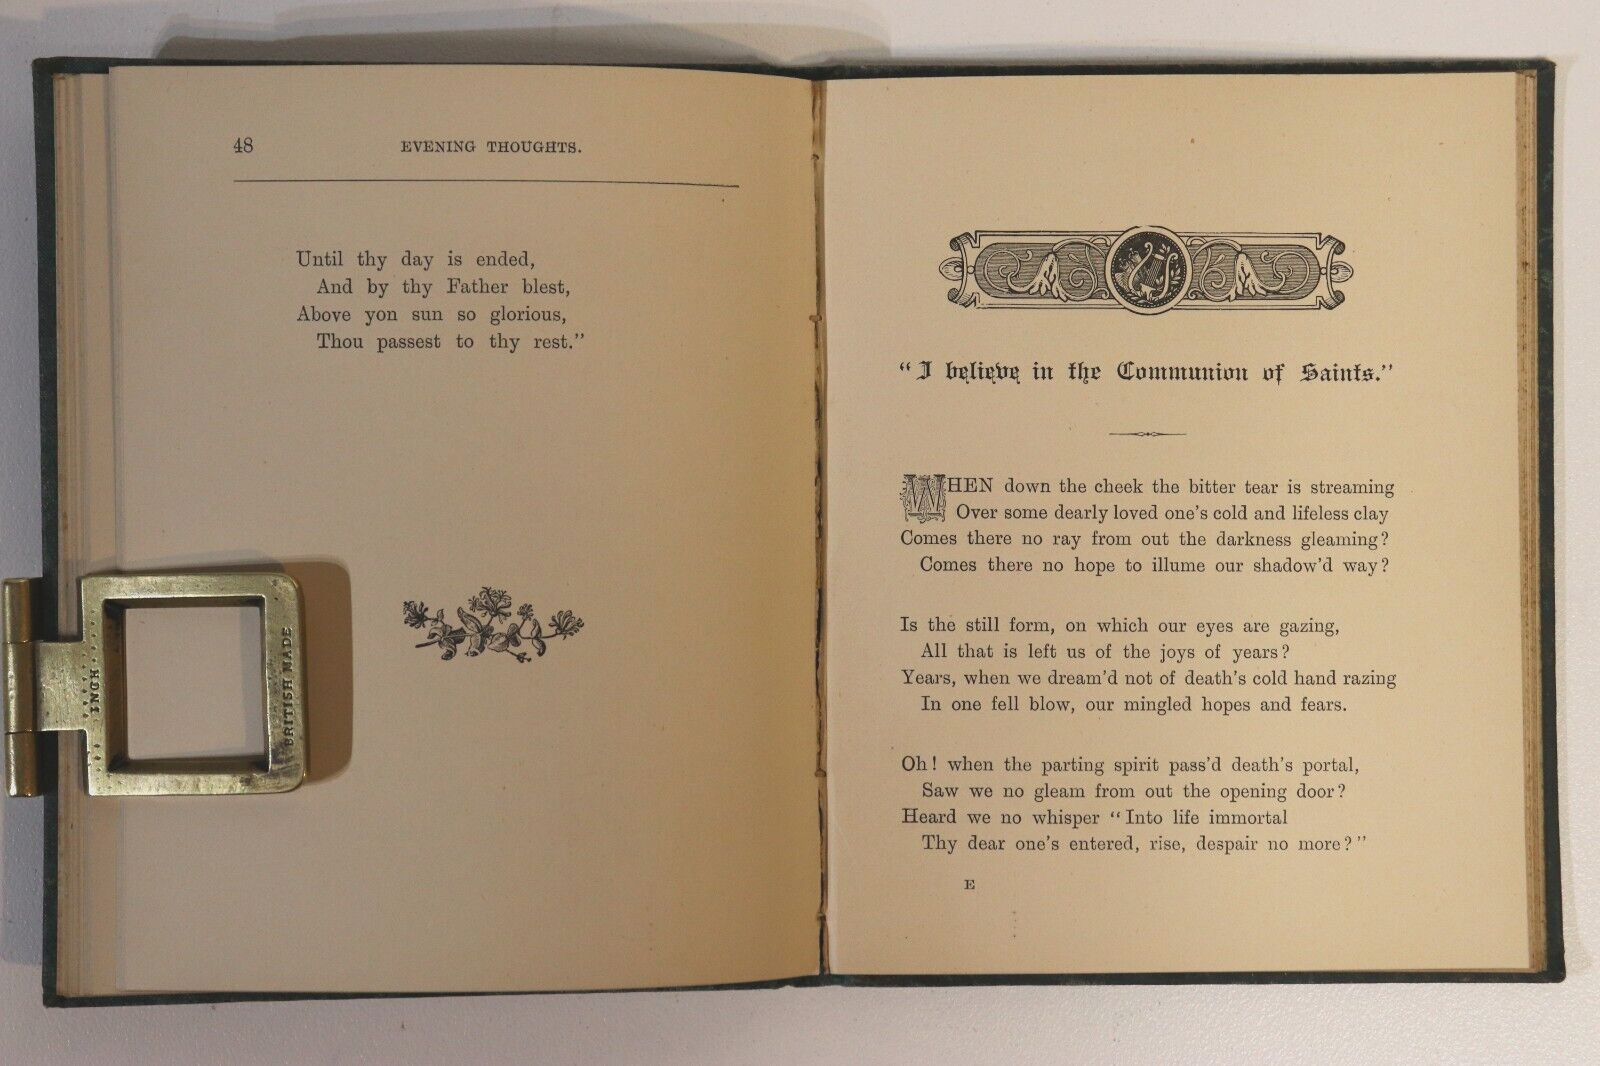 48 EVENING THOUGHTS.
Until thy day is ended,
And by thy Father blest,
Above yon sun so glorious,
Thou passest to thy rest.”
INCH
BRITISH MADE
“I believe in the Communion of Saints.”
WHEN down the cheek the bitter tear is streaming
Over some dearly loved one’s cold and lifeless clay
Comes there no ray from out the darkness gleaming?
Comes there no hope to illume our shadow’d way?
Is the still form, on which our eyes are gazing,
All that is left us of the joys of years?
Years, when we dream’d not of death’s cold hand razing
In one fell blow, our mingled hopes and fears.
Oh! when the parting spirit pass’d death’s portal,
Saw we no gleam from out the opening door?
Heard we no whisper “Into life immortal
Thy dear one’s entered, rise, despair no more?”
E